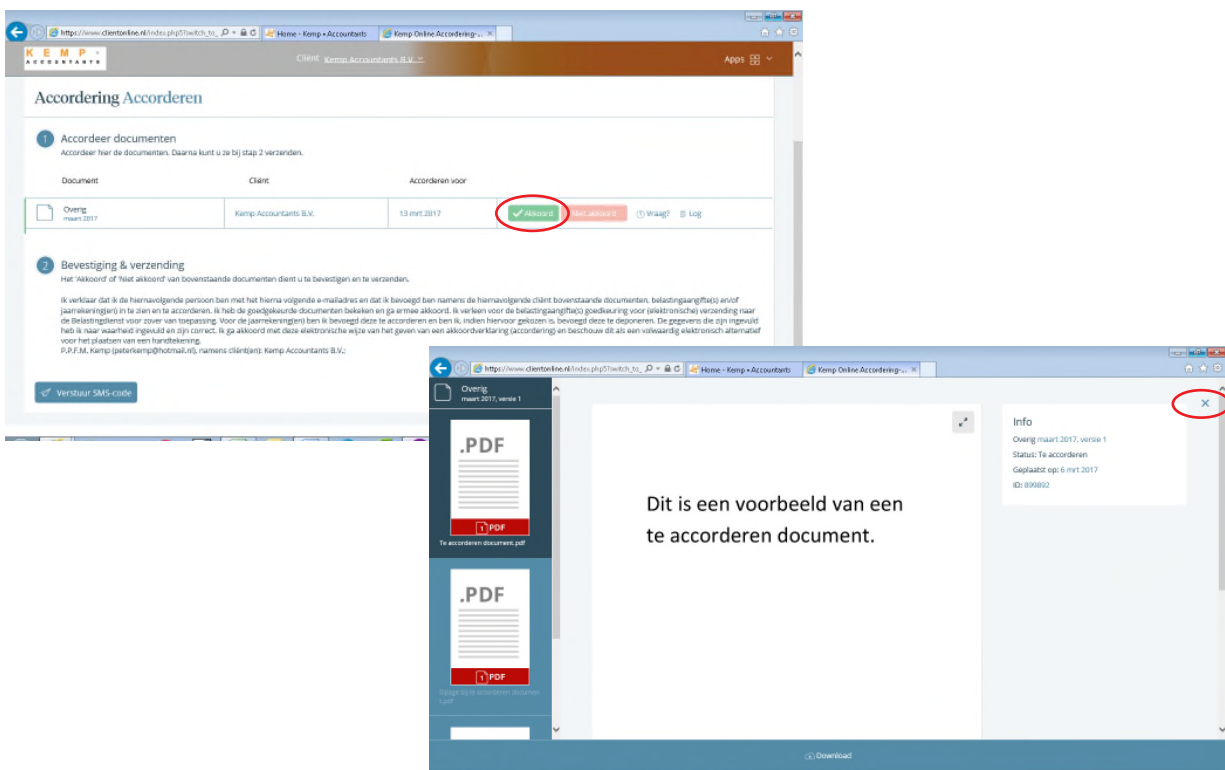 https://www.clientonline.nl/index.php5?switch_to_
Home - Kemp • Accountants
Kemp Online Accordering-...
KEMP
ACCOUNTANTS
Cliënt Kemp Accountants B.V.
Apps
Accordering Accorderen
1 Accordeer documenten
Accordeer hier de documenten. Daarna kunt u ze bij stap 2 verzenden.
Document Cliënt Accorderen voor
Overig
maart 2017
Kemp Accountants B.V.
13 mrt 2017
Akkoord
Niet akkoord
Vraag?
Log
2 Bevestiging & verzending
Het 'Akkoord' of 'Niet akkoord' van bovenstaande documenten dient u te bevestigen en te verzenden.
Ik verklaar dat ik de hiernavolgende persoon ben met het hierna volgende e-mailadres en dat ik bevoegd ben namens de hiernavolgende cliënt bovenstaande documenten, belastingaangifte(s) en/of
jaarrekening(en) in te zien en te accorderen. Ik heb de goedgekeurde documenten bekeken en ga ermee akkoord. Ik verleen voor de belastingaangifte(s) goedkeuring voor (elektronische) verzending naar
de Belastingdienst voor zover van toepassing. Voor de jaarrekening(en) ben ik bevoegd deze te accorderen en ben ik, indien hiervoor gekozen is, bevoegd deze te deponeren. De gegevens die zijn ingevuld
heb ik naar waarheid ingevuld en zijn correct. Ik ga akkoord met deze elektronische wijze van het geven van een akkoordverklaring (accordering) en beschouw dit als een volwaardig elektronisch alternatief
voor het plaatsen van een handtekening.
P.P.F.M. Kemp (peterkemp@hotmail.nl), namens cliënt(en): Kemp Accountants B.V.;
Verstuur SMS-code
https://www.clientonline.nl/index.php5?switch_to_
Home - Kemp • Accountants
Kemp Online Accordering-...
Overig
maart 2017, versie 1
.PDF
PDF
Te accorderen document.pdf
.PDF
PDF
Bijlage bij te accorderen documen
t.pdf
Dit is een voorbeeld van een
te accorderen document.
Info
Overig maart 2017, versie 1
Status: Te accorderen
Geplaatst op: 6 mrt 2017
ID: 899892
Download